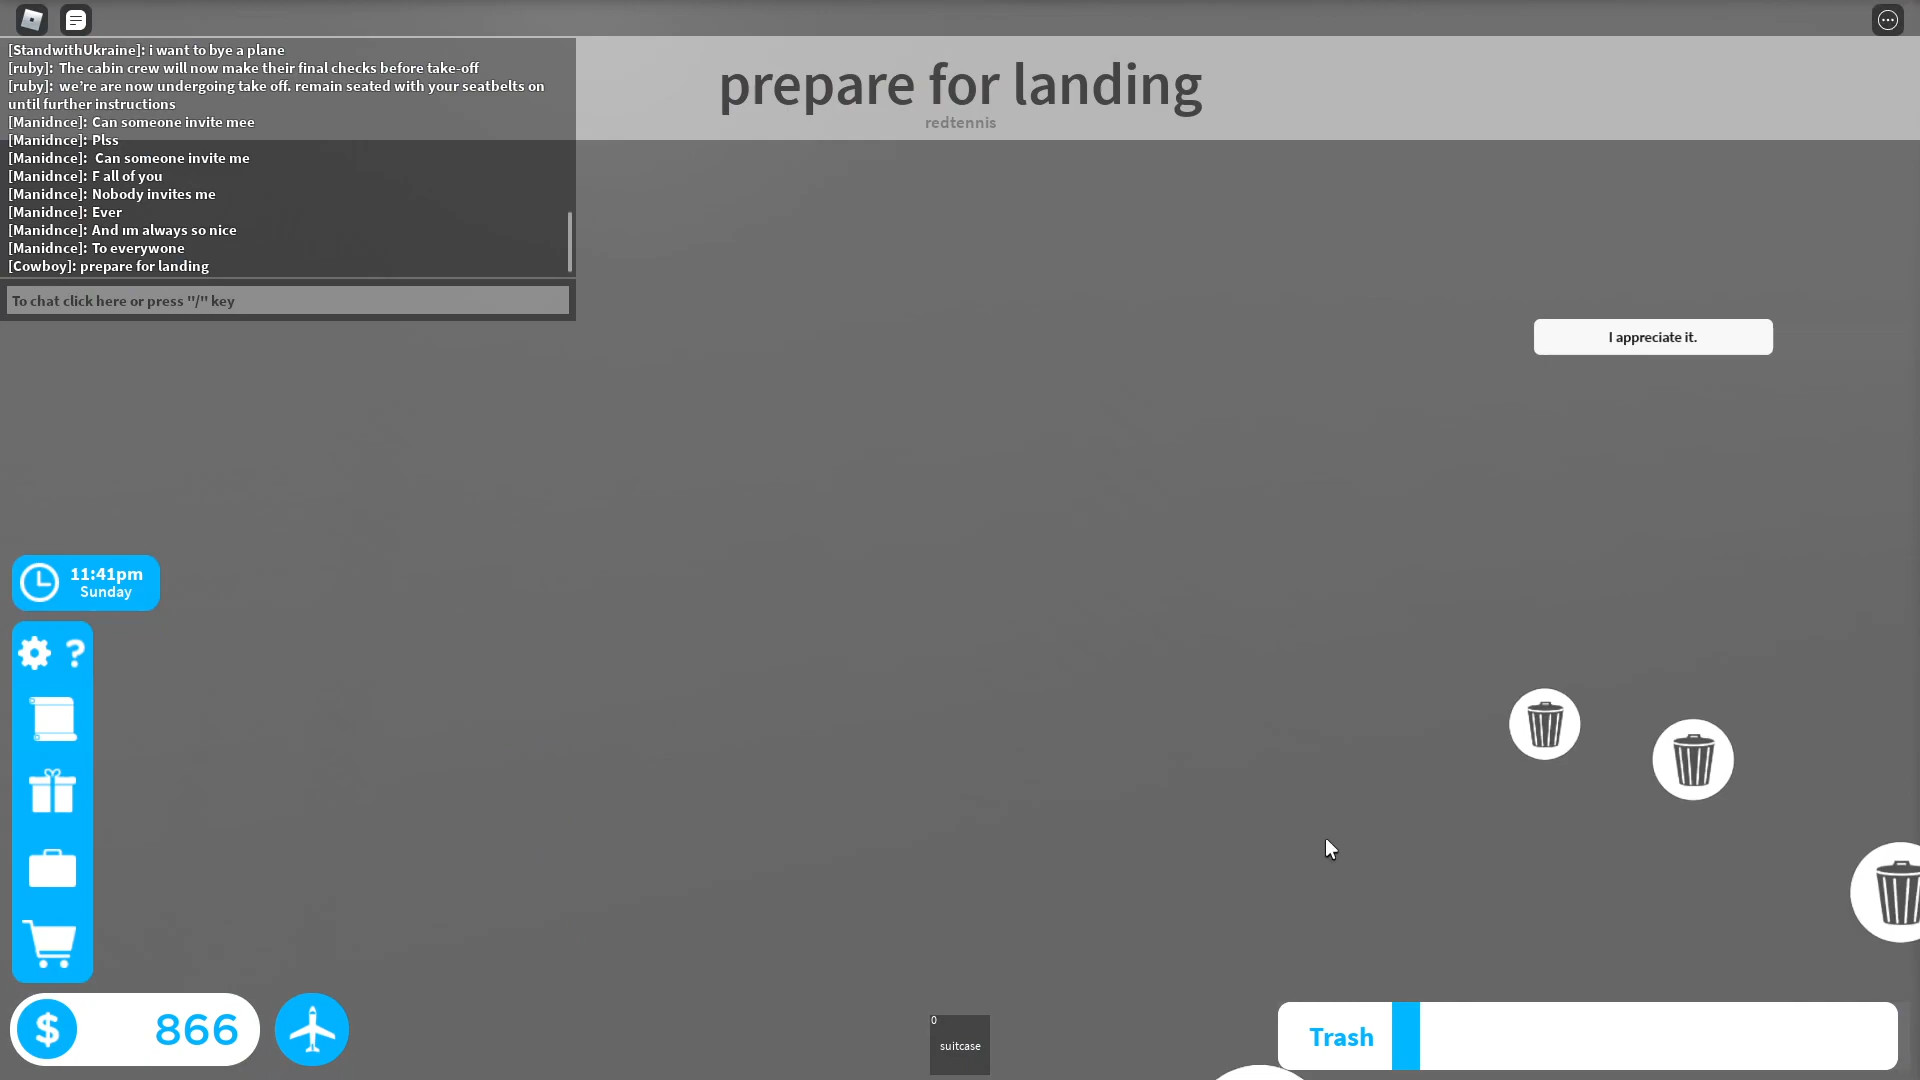 [StandwithUkraine]: i want to bye a plane
[ruby]:  The cabin crew will now make their final checks before take-off
[ruby]:  we're are now undergoing take off. remain seated with your seatbelts on
until further instructions
[Manidnce]: Can someone invite mee
[Manidnce]: Plss
[Manidnce]:  Can someone invite me
[Manidnce]: F all of you
[Manidnce]: Nobody invites me
[Manidnce]: Ever
[Manidnce]: And ım always so nice
[Manidnce]: To everywone
[Cowboy]: prepare for landing
To chat click here or press "/" key
prepare for landing
redtennis
I appreciate it.
11:41pm
Sunday
?
$ 866
0
suitcase
Trash